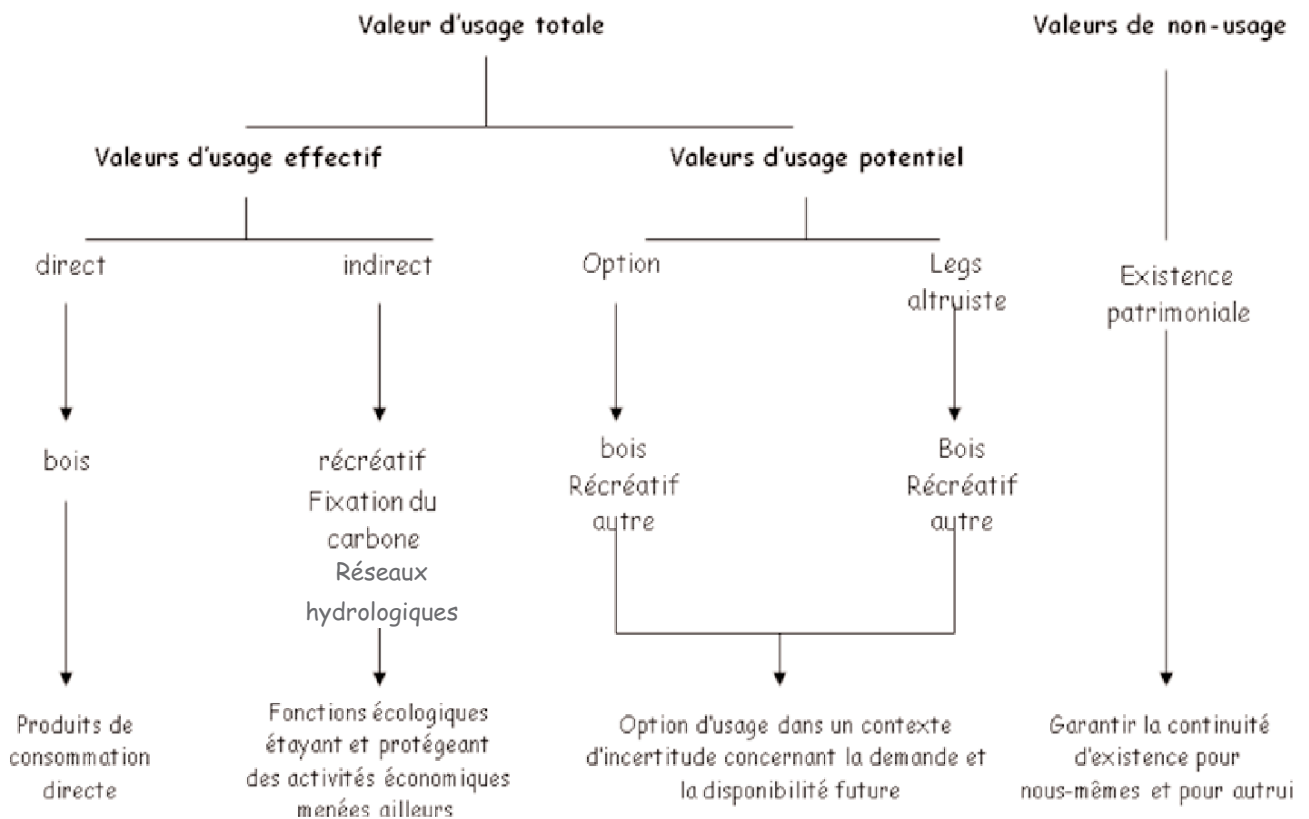 Valeur d'usage totale
Valeurs de non-usage
Valeurs d'usage effectif
Valeurs d'usage potentiel
direct
indirect
Option
Legs
altruiste
Existence
patrimoniale
bois
récréatif
Fixation du
carbone
Réseaux
hydrologiques
bois
Récréatif
autre
Bois
Récréatif
autre
Produits de
consommation
directe
Fonctions écologiques
étayant et protégeant
des activités économiques
menées ailleurs
Option d'usage dans un contexte
d'incertitude concernant la demande et
la disponibilité future
Garantir la continuité
d'existence pour
nous-mêmes et pour autrui